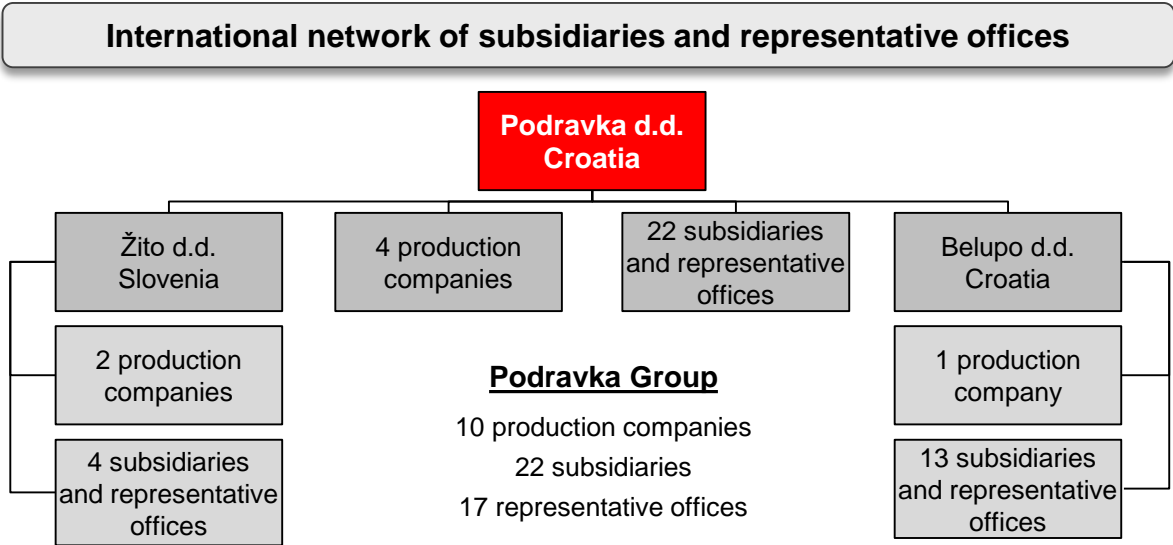 International network of subsidiaries and representative offices
Podravka d.d.
Croatia
Žito d.d.
Slovenia
4 production
companies
22 subsidiaries
and representative
offices
Belupo d.d.
Croatia
2 production
companies
1 production
company
4 subsidiaries
and representative
offices
13 subsidiaries
and representative
offices
Podravka Group
10 production companies
22 subsidiaries
17 representative offices